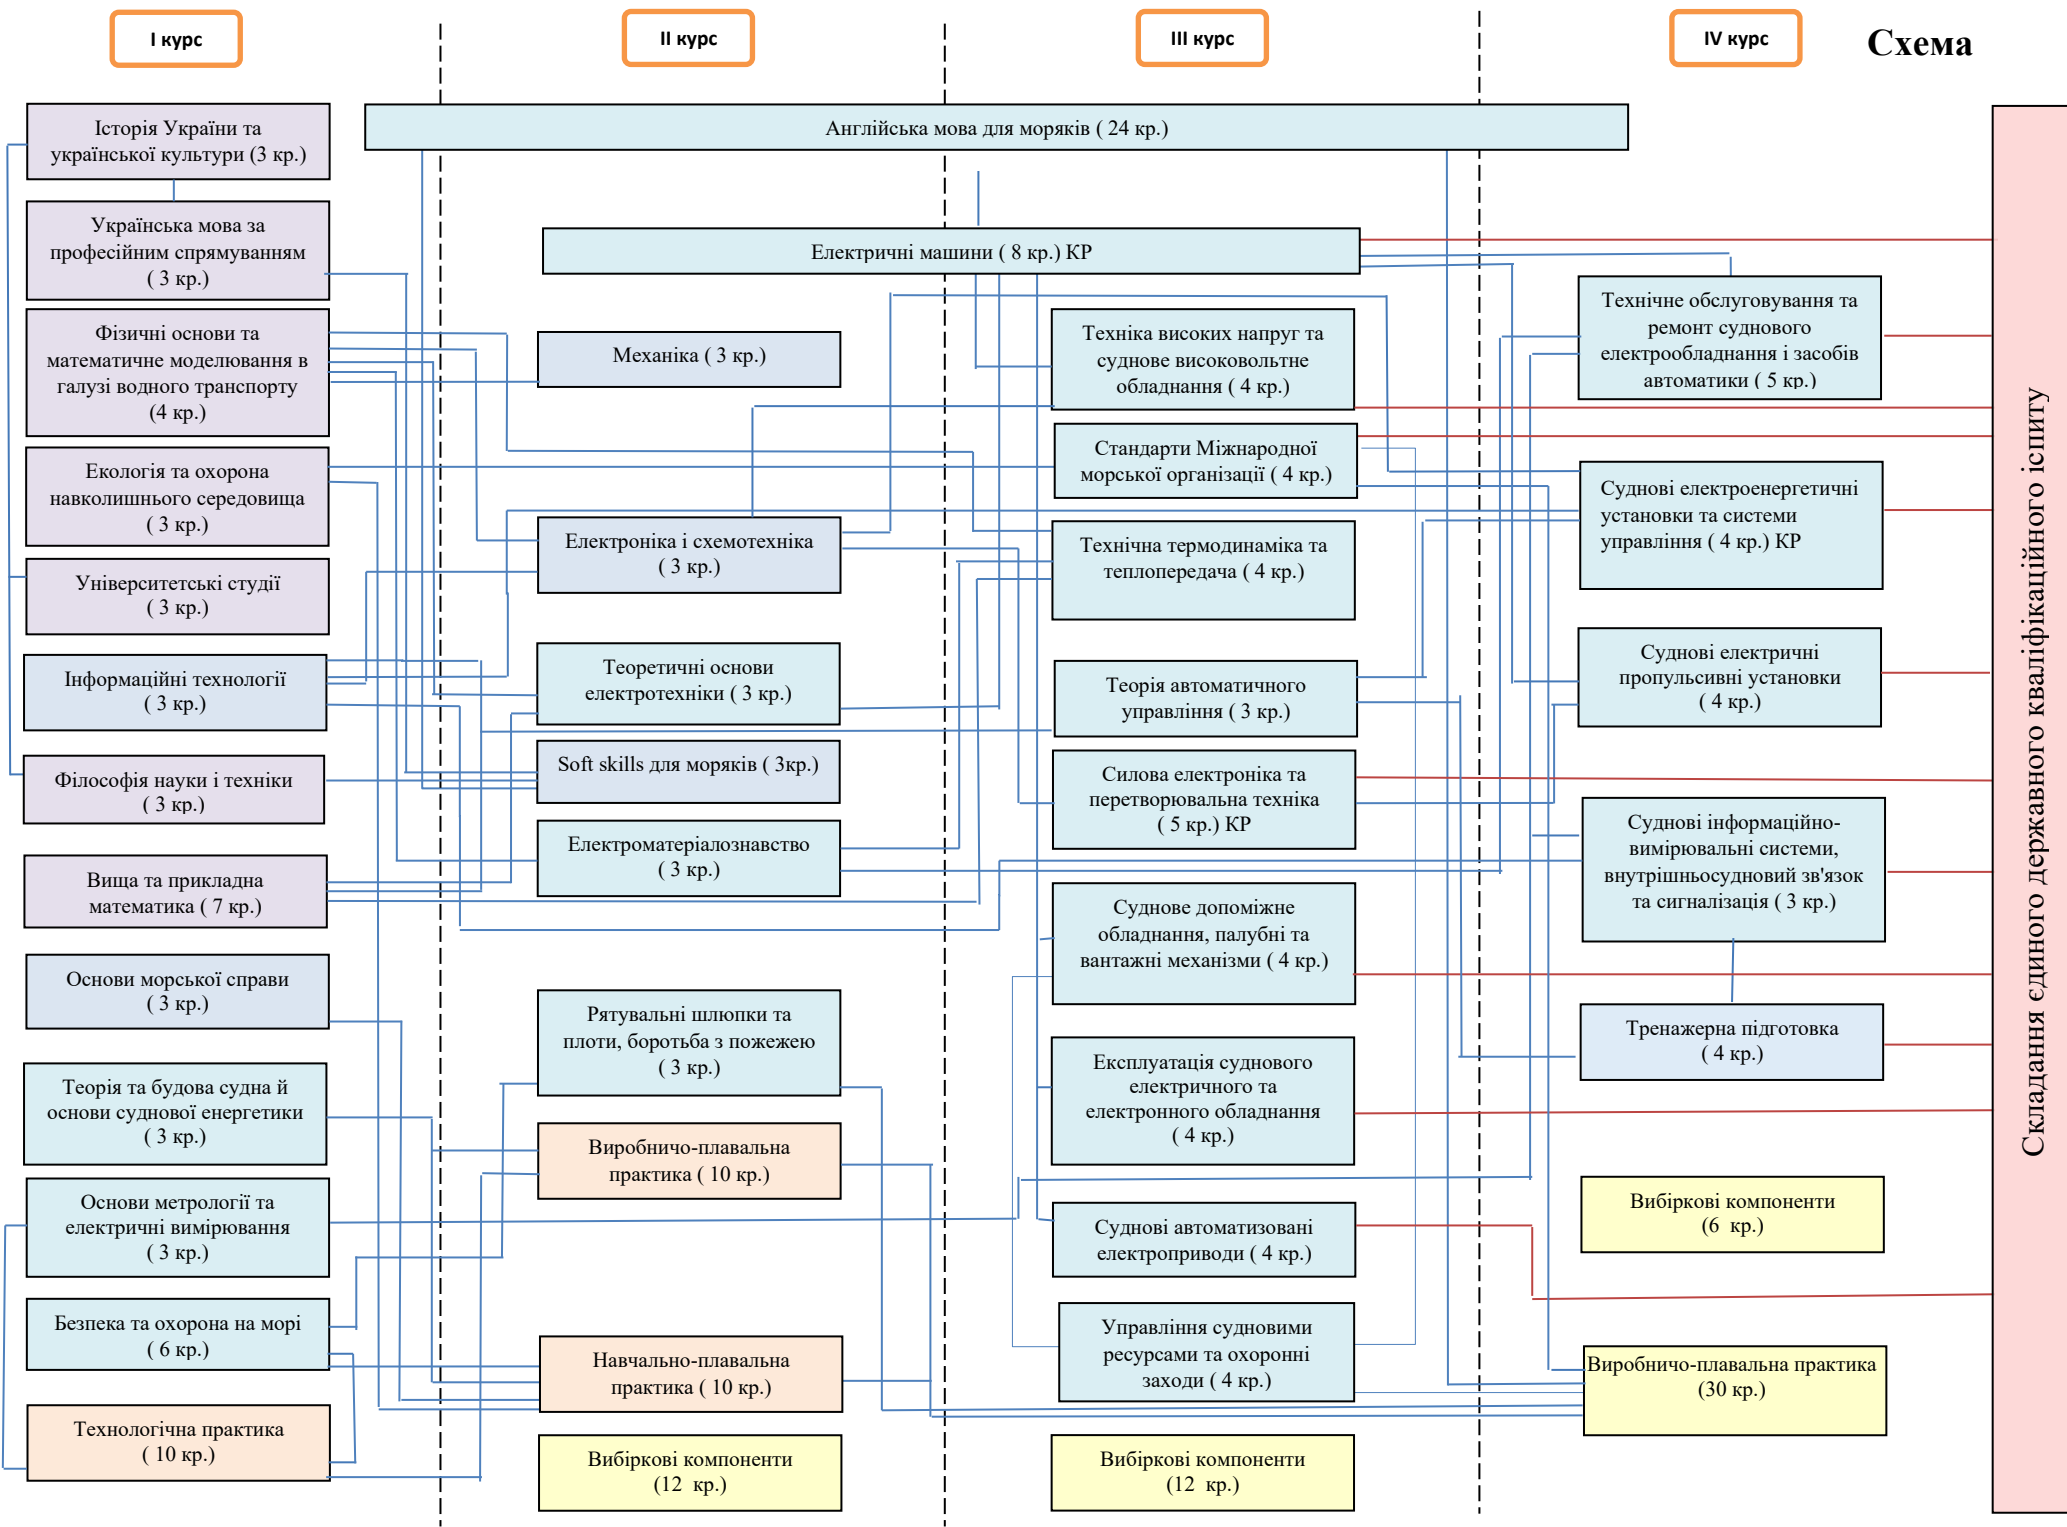 І курс
ІІ курс
ІІІ курс
IV курс
Схема
Історія України та
української культури (3 кр.)
Українська мова за
професійним спрямуванням
( 3 кр.)
Фізичні основи та
математичне моделювання в
галузі водного транспорту
(4 кр.)
Екологія та охорона
навколишнього середовища
( 3 кр.)
Університетські студії
( 3 кр.)
Інформаційні технології
( 3 кр.)
Філософія науки і техніки
( 3 кр.)
Вища та прикладна
математика ( 7 кр.)
Основи морської справи
( 3 кр.)
Теорія та будова судна й
основи суднової енергетики
( 3 кр.)
Основи метрології та
електричні вимірювання
( 3 кр.)
Безпека та охорона на морі
( 6 кр.)
Технологічна практика
( 10 кр.)
Англійська мова для моряків ( 24 кр.)
Електричні машини ( 8 кр.) КР
Механіка ( 3 кр.)
Електроніка і схемотехніка
( 3 кр.)
Теоретичні основи
електротехніки ( 3 кр.)
Soft skills для моряків ( 3кр.)
Електроматеріалознавство
( 3 кр.)
Рятувальні шлюпки та
плоти, боротьба з пожежею
( 3 кр.)
Виробничо-плавальна
практика ( 10 кр.)
Навчально-плавальна
практика ( 10 кр.)
Вибіркові компоненти
(12 кр.)
Техніка високих напруг та
суднове високовольтне
обладнання ( 4 кр.)
Стандарти Міжнародної
морської організації ( 4 кр.)
Технічна термодинаміка та
теплопередача ( 4 кр.)
Теорія автоматичного
управління ( 3 кр.)
Силова електроніка та
перетворювальна техніка
( 5 кр.) КР
Суднове допоміжне
обладнання, палубні та
вантажні механізми ( 4 кр.)
Експлуатація суднового
електричного та
електронного обладнання
( 4 кр.)
Суднові автоматизовані
електроприводи ( 4 кр.)
Управління судновими
ресурсами та охоронні
заходи ( 4 кр.)
Вибіркові компоненти
(12 кр.)
Технічне обслуговування та
ремонт суднового
електрообладнання і засобів
автоматики ( 5 кр.)
Суднові електроенергетичні
установки та системи
управління ( 4 кр.) КР
Суднові електричні
пропульсивні установки
( 4 кр.)
Суднові інформаційно-
вимірювальні системи,
внутрішньосудновий зв'язок
та сигналізація ( 3 кр.)
Тренажерна підготовка
( 4 кр.)
Вибіркові компоненти
(6 кр.)
Виробничо-плавальна практика
(30 кр.)
Складання єдиного державного кваліфікаційного іспиту